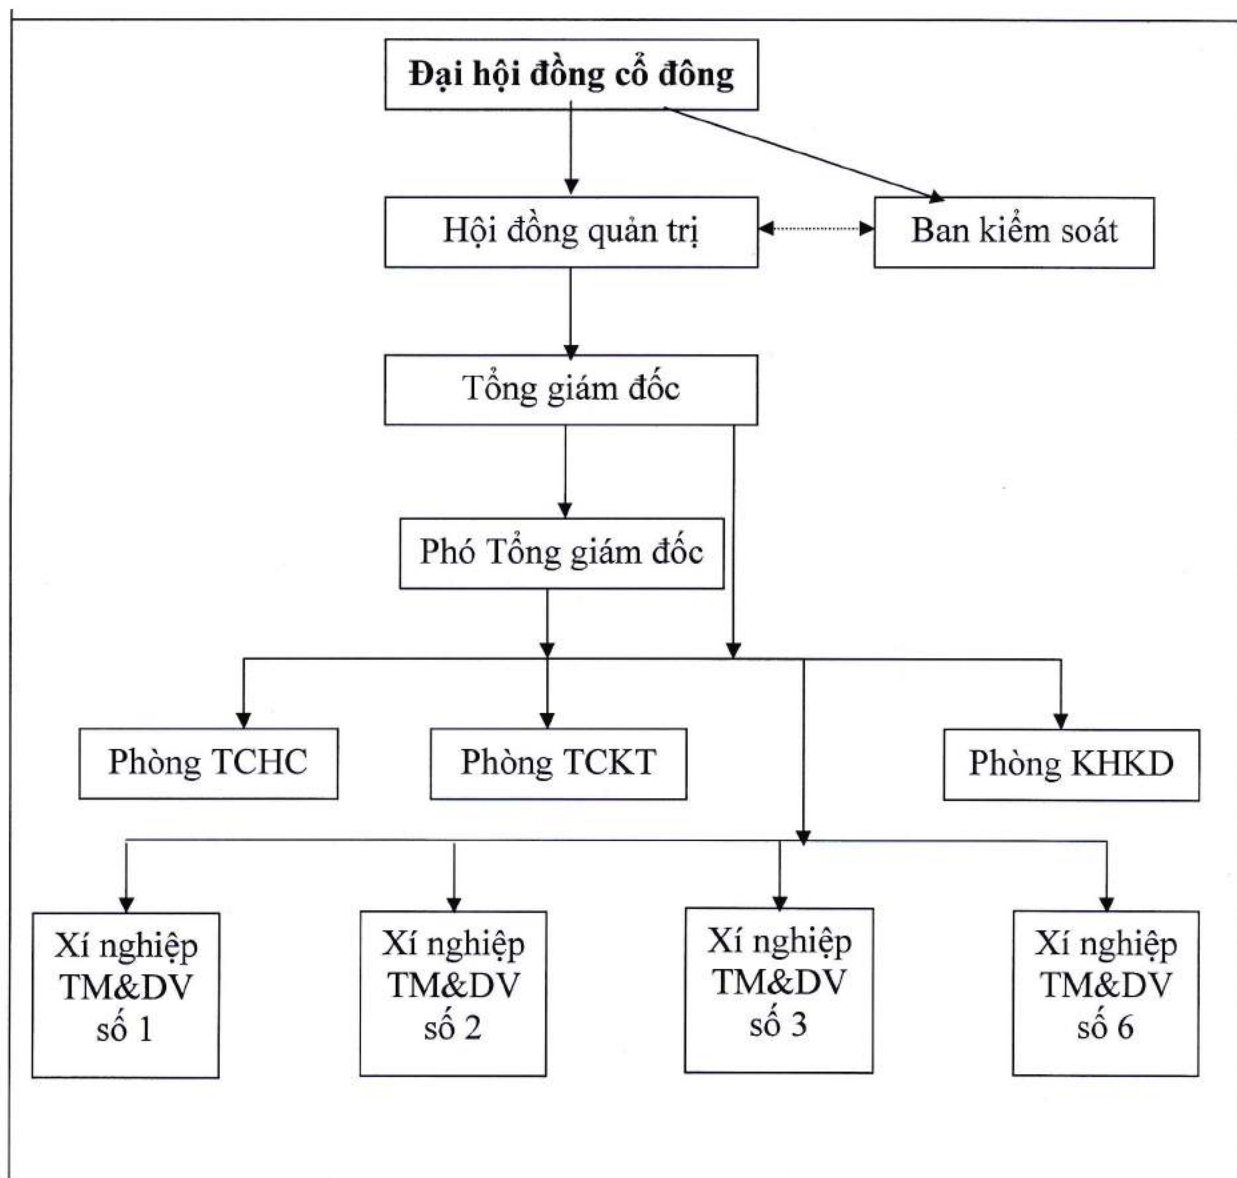 Đại hội đồng cổ đông
Hội đồng quản trị
Ban kiểm soát
Tổng giám đốc
Phó Tổng giám đốc
Phòng TCHC
Phòng TCKT
Phòng KHKD
Xí nghiệp
TM&DV
số 1
Xí nghiệp
TM&DV
số 2
Xí nghiệp
TM&DV
số 3
Xí nghiệp
TM&DV
số 6